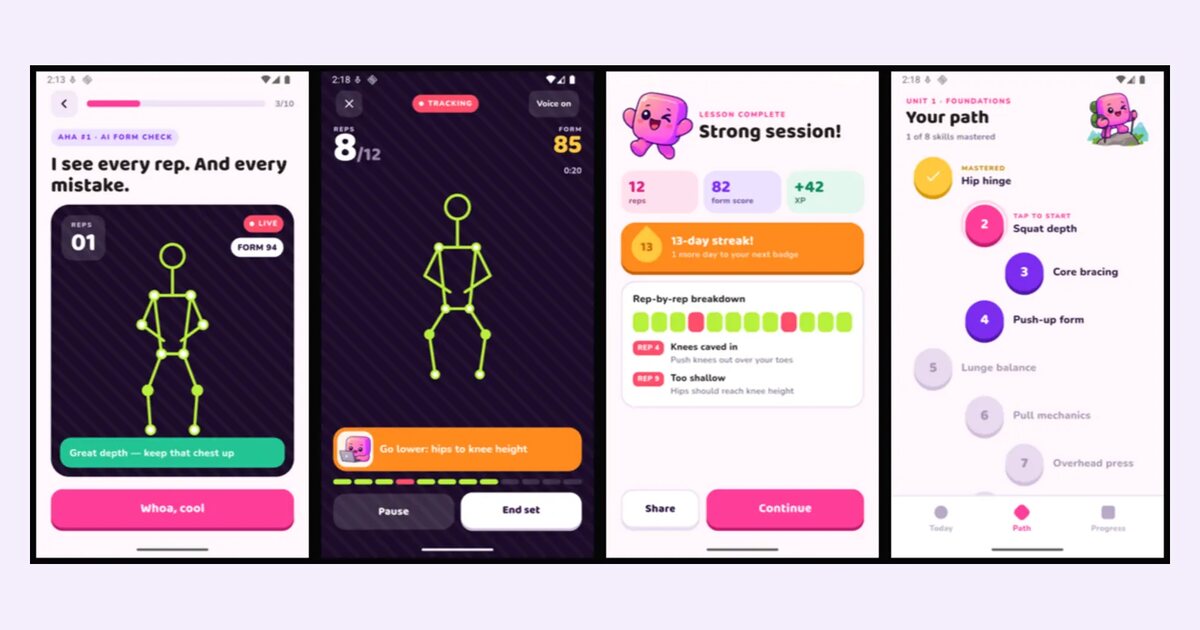 2:13
3/10
AHA #1 · AI FORM CHECK
I see every rep. And every
mistake.
REPS
01
LIVE
FORM 94
Great depth — keep that chest up
Whoa, cool
2:18
TRACKING
Voice on
REPS
8/12
FORM
85
0:20
Go lower: hips to knee height
Pause
End set
LESSON COMPLETE
Strong session!
12
reps
82
form score
+42
XP
13
13-day streak!
1 more day to your next badge
Rep-by-rep breakdown
REP 4
Knees caved in
Push knees out over your toes
REP 9
Too shallow
Hips should reach knee height
Share
Continue
2:18
UNIT 1 · FOUNDATIONS
Your path
1 of 8 skills mastered
MASTERED
Hip hinge
2
TAP TO START
Squat depth
3
Core bracing
4
Push-up form
5
Lunge balance
6
Pull mechanics
7
Overhead press
Today
Path
Progress